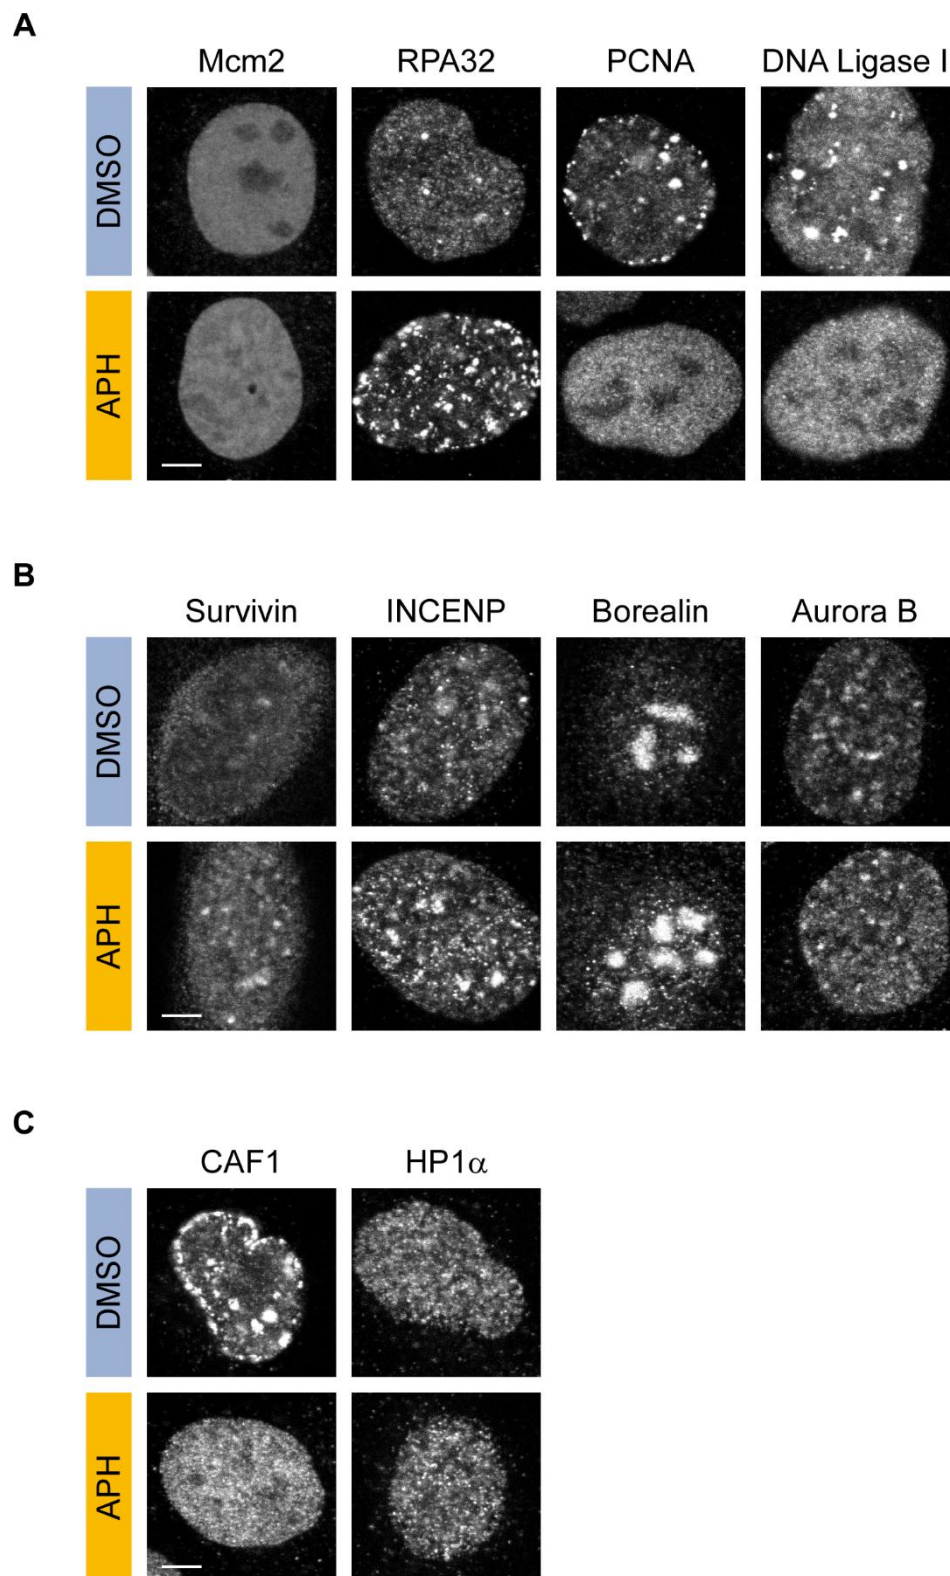 A
Mcm2 RPA32 PCNA DNA Ligase I
DMSO
APH
B
Survivin INCENP Borealin Aurora B
DMSO
APH
C
CAF1 HP1α
DMSO
APH